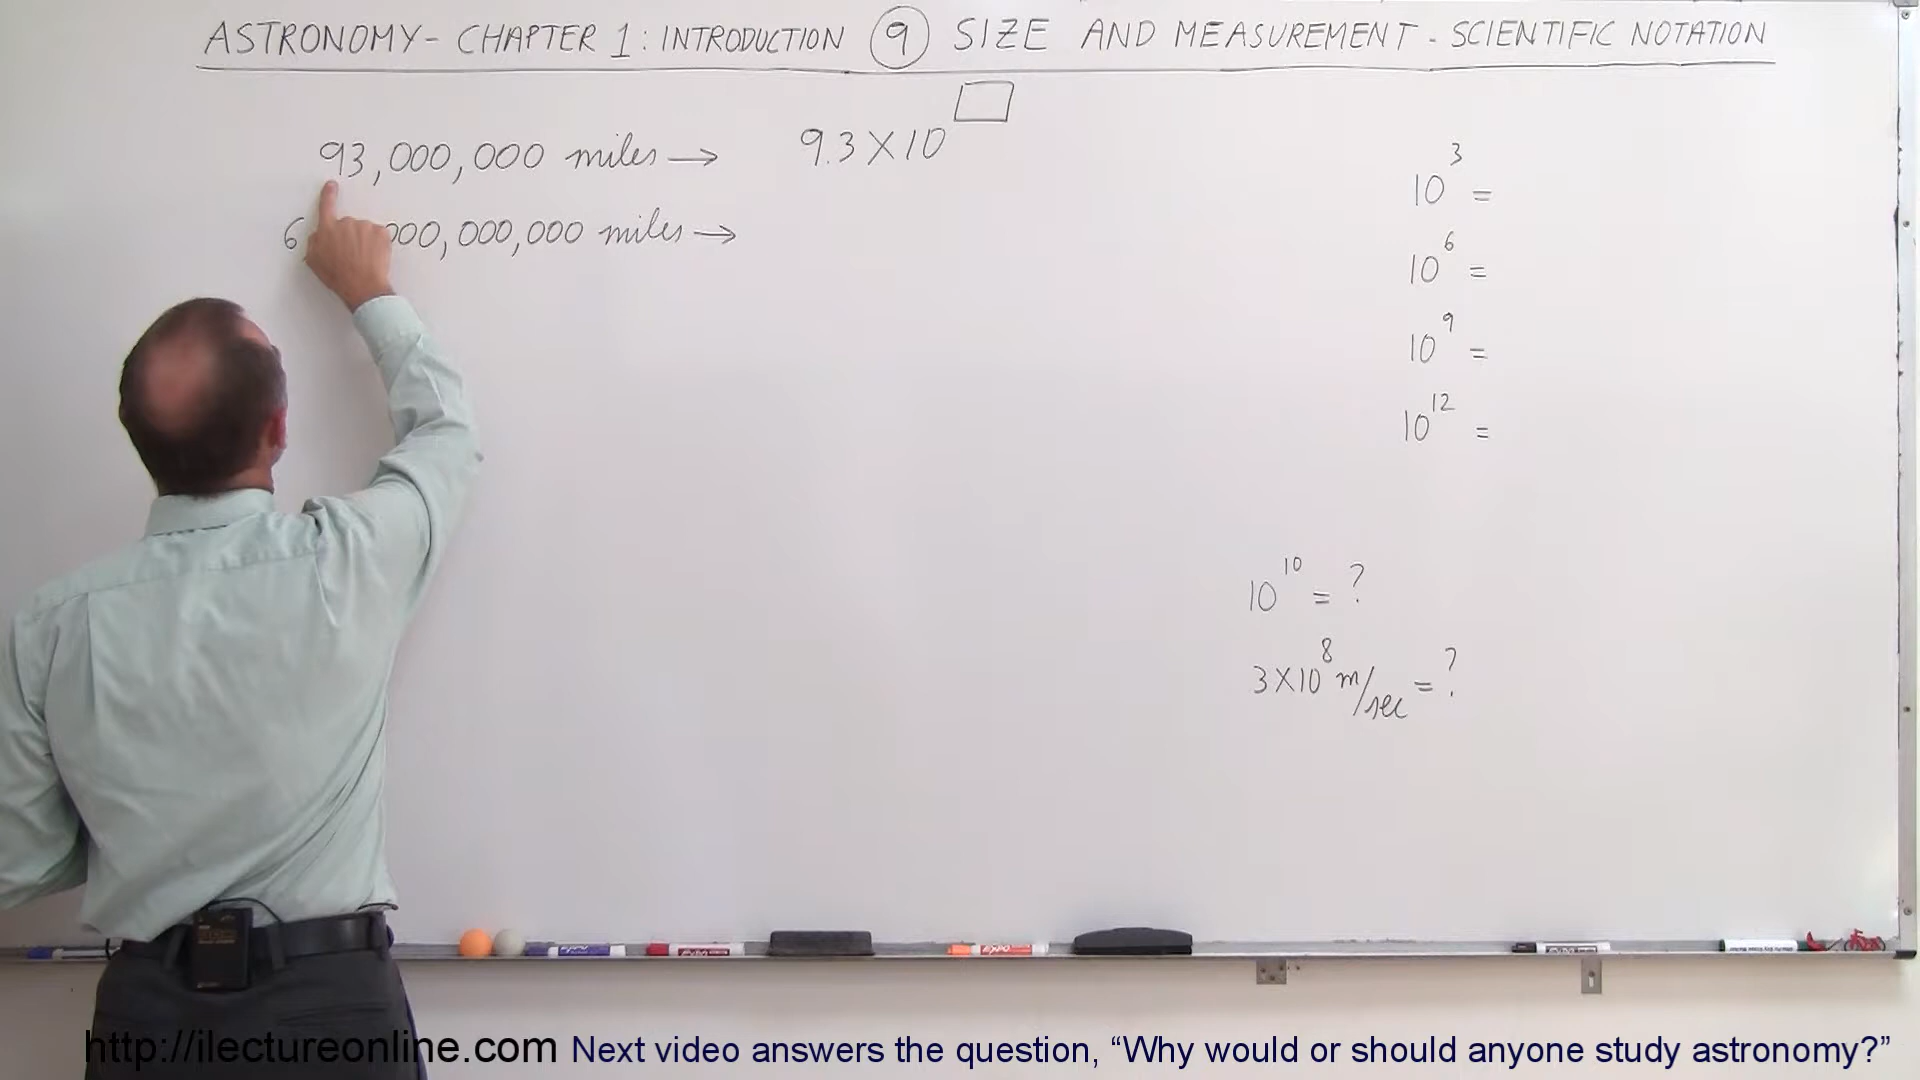 ASTRONOMY - CHAPTER 1: INTRODUCTION 9 SIZE AND MEASUREMENT - SCIENTIFIC NOTATION
93,000,000 miles → 9.3 X 10
6 000,000,000 miles →
10³ =
10⁶ =
10⁹ =
10¹² =
10¹⁰ = ?
3 X 10⁸ m/sec = ?
http://ilectureonline.com Next video answers the question, “Why would or should anyone study astronomy?”